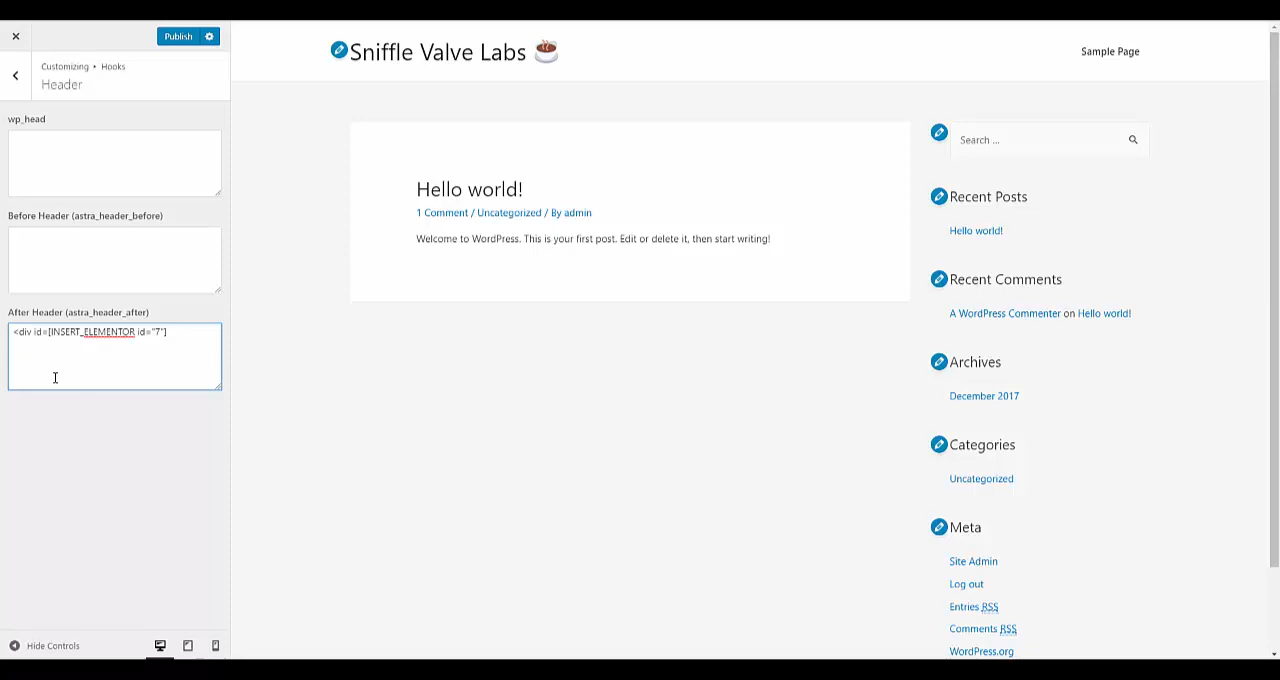 Publish
Customizing • Hooks
Header
wp_head
Before Header (astra_header_before)
After Header (astra_header_after)
<div id=[INSERT_ELEMENTOR id="7"]
Hide Controls
Sniffle Valve Labs ☕
Sample Page
Hello world!
1 Comment / Uncategorized / By admin
Welcome to WordPress. This is your first post. Edit or delete it, then start writing!
Search ...
Recent Posts
Hello world!
Recent Comments
A WordPress Commenter on Hello world!
Archives
December 2017
Categories
Uncategorized
Meta
Site Admin
Log out
Entries RSS
Comments RSS
WordPress.org